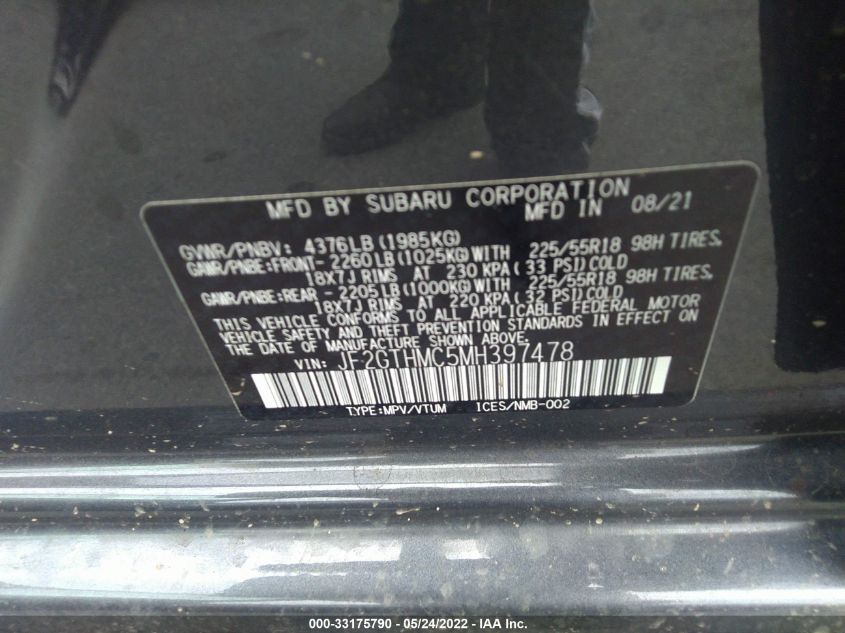 MFD BY SUBARU CORPORATION
MFD IN 08/21
GVWR/PNBV: 4376LB (1985KG)
GAWR/PNBE:FRONT- 2260LB (1025KG) WITH 225/55R18 98H TIRES,
18X7J RIMS AT 230 KPA ( 33 PSI) COLD
GAWR/PNBE:REAR - 2205LB (1000KG) WITH 225/55R18 98H TIRES,
18X7J RIMS AT 220 KPA ( 32 PSI) COLD
THIS VEHICLE CONFORMS TO ALL APPLICABLE FEDERAL MOTOR
VEHICLE SAFETY AND THEFT PREVENTION STANDARDS IN EFFECT ON
THE DATE OF MANUFACTURE SHOWN ABOVE.
VIN: JF2GTHMC5MH397478
TYPE:MPV/VTUM ICES/NMB-002
000-33175790 - 05/24/2022 - IAA Inc.